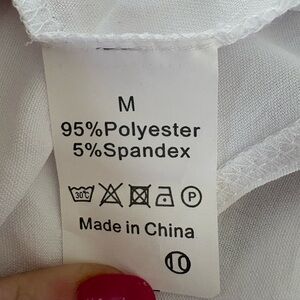 M
95%Polyester
5%Spandex
30℃ P
Made in China
10